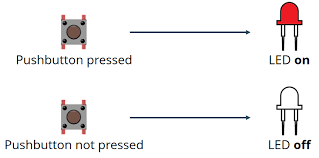 Pushbutton pressed
LED on
Pushbutton not pressed
LED off